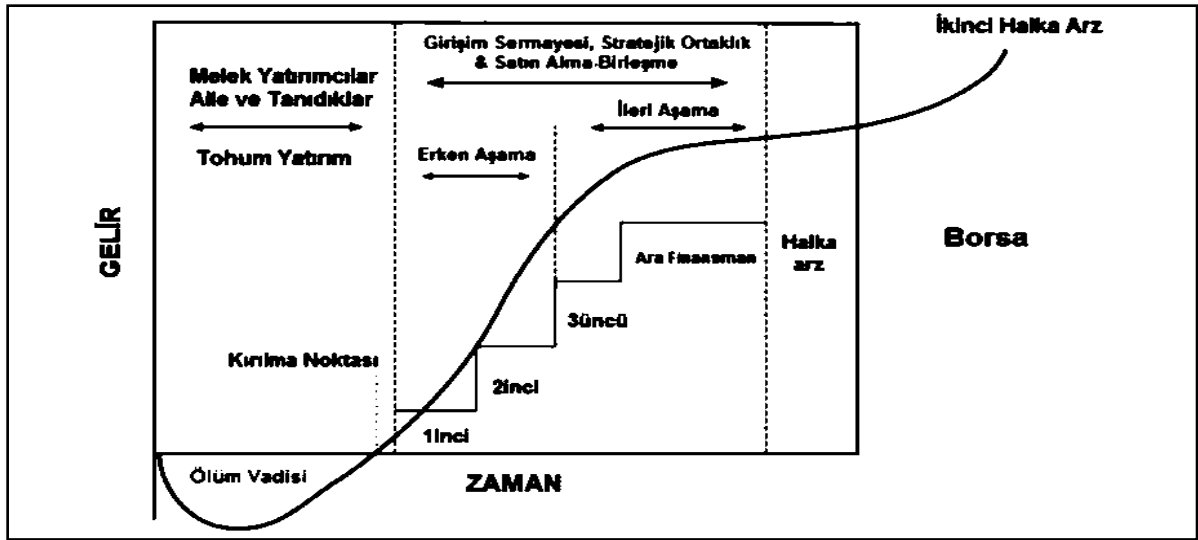 İkinci Halka Arz
Girişim Sermayesi, Stratejik Ortaklık
& Satın Alma-Birleşme
Melek Yatırımcılar
Aile ve Tanıdıklar
İleri Aşama
Tohum Yatırım
Erken Aşama
GELİR
Halka
arz
Borsa
Ara Finansman
3üncü
Kırılma Noktası
2inci
1inci
Ölüm Vadisi
ZAMAN